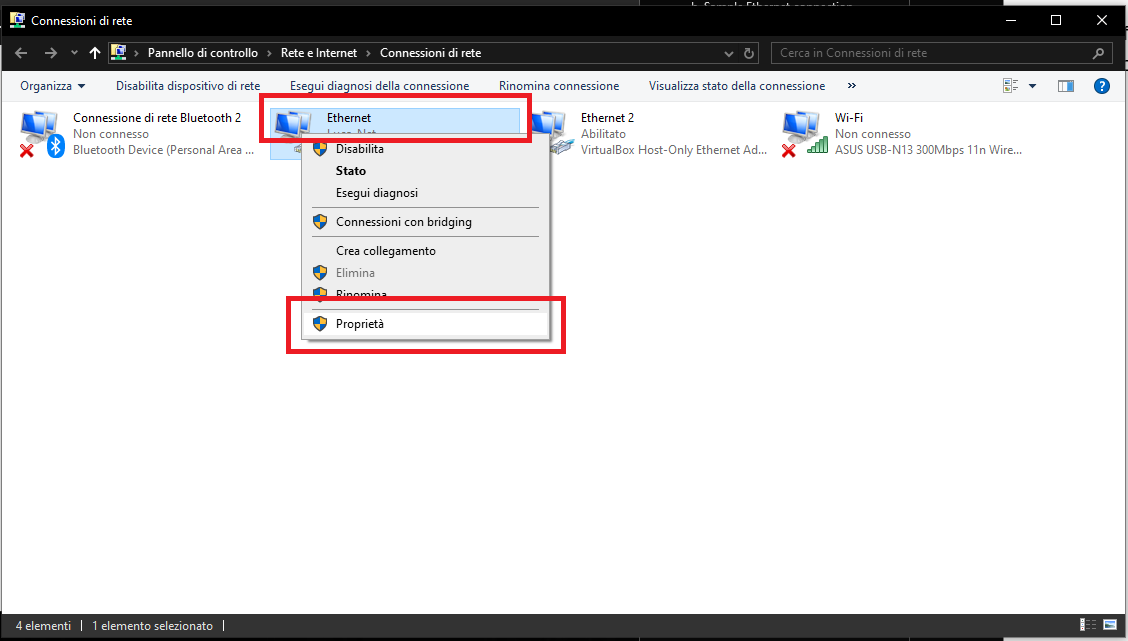 Connessioni di rete
Pannello di controllo > Rete e Internet > Connessioni di rete
Cerca in Connessioni di rete
Organizza
Disabilita dispositivo di rete
Esegui diagnosi della connessione
Rinomina connessione
Visualizza stato della connessione
»
Connessione di rete Bluetooth 2
Non connesso
Bluetooth Device (Personal Area ...
Ethernet
Ethernet 2
Abilitato
VirtualBox Host-Only Ethernet Ad...
Wi-Fi
Non connesso
ASUS USB-N13 300Mbps 11n Wire...
Disabilita
Stato
Esegui diagnosi
Connessioni con bridging
Crea collegamento
Elimina
Rinomina
Proprietà
4 elementi
1 elemento selezionato